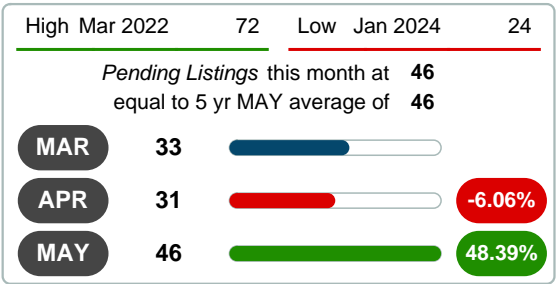 High Mar 2022 72 Low Jan 2024 24
Pending Listings this month at 46
equal to 5 yr MAY average of 46
MAR 33
APR 31 -6.06%
MAY 46 48.39%